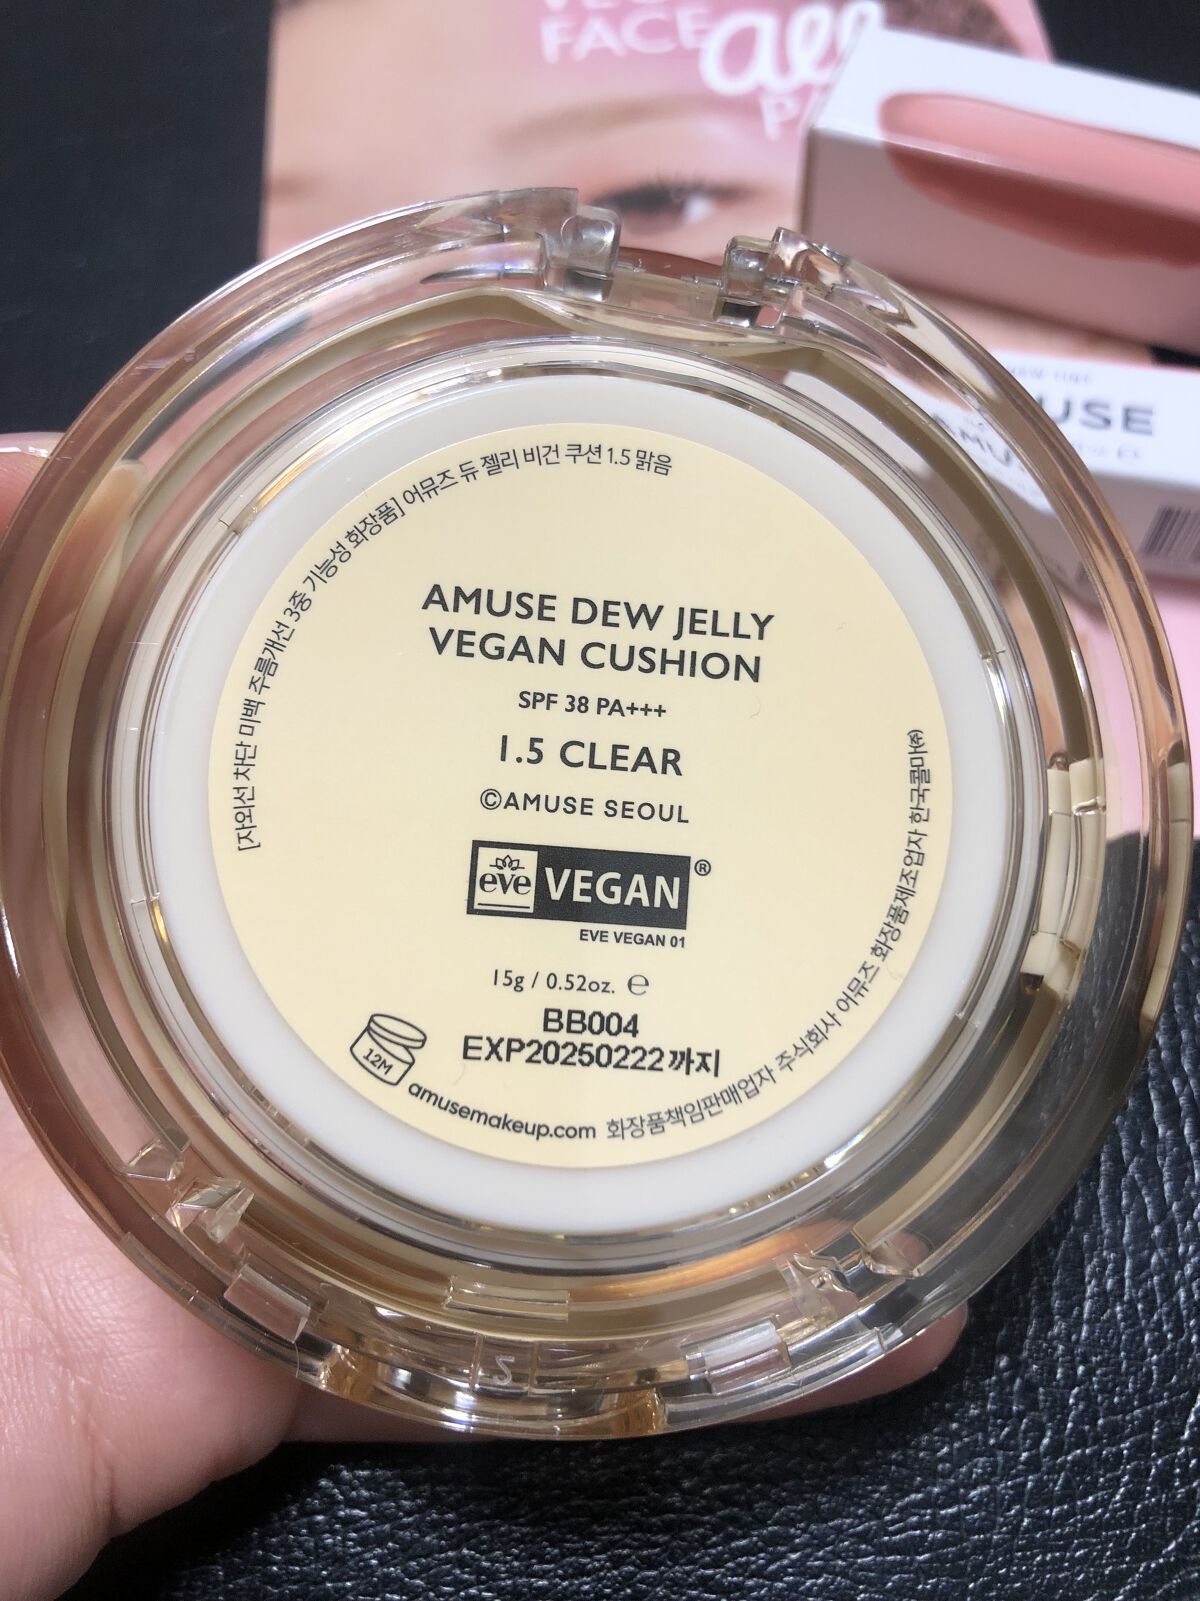 FACE
all
USE
[자외선 차단 미백 주름개선 3중 기능성 화장품] 어뮤즈 듀 젤리 비건 쿠션 1.5 맑음
AMUSE DEW JELLY
VEGAN CUSHION
SPF 38 PA+++
1.5 CLEAR
©AMUSE SEOUL
eve VEGAN®
EVE VEGAN 01
15g / 0.52oz. ℮
BB004
EXP20250222까지
12M
amusemakeup.com 화장품책임판매업자 주식회사 어뮤즈 화장품제조업자 한국콜마㈜